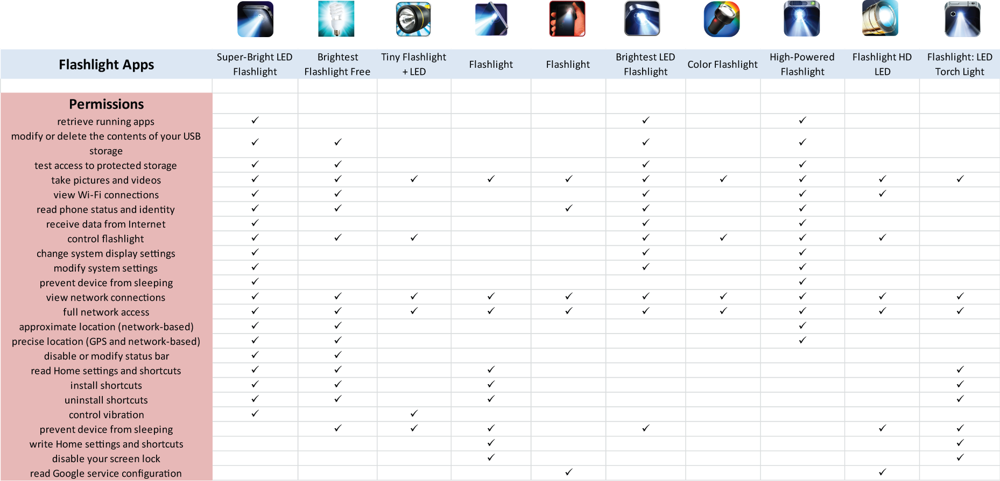 Flashlight Apps
Super-Bright LED
Flashlight
Brightest
Flashlight Free
Tiny Flashlight
+ LED
Flashlight
Flashlight
Brightest LED
Flashlight
Color Flashlight
High-Powered
Flashlight
Flashlight HD
LED
Flashlight: LED
Torch Light
Permissions
retrieve running apps ✓ ✓ ✓
modify or delete the contents of your USB
storage ✓ ✓ ✓ ✓
test access to protected storage ✓ ✓ ✓ ✓
take pictures and videos ✓ ✓ ✓ ✓ ✓ ✓ ✓ ✓ ✓ ✓
view Wi-Fi connections ✓ ✓ ✓ ✓ ✓
read phone status and identity ✓ ✓ ✓ ✓ ✓
receive data from Internet ✓ ✓ ✓
control flashlight ✓ ✓ ✓ ✓ ✓ ✓ ✓
change system display settings ✓ ✓ ✓
modify system settings ✓ ✓ ✓
prevent device from sleeping ✓ ✓
view network connections ✓ ✓ ✓ ✓ ✓ ✓ ✓ ✓ ✓ ✓
full network access ✓ ✓ ✓ ✓ ✓ ✓ ✓ ✓ ✓ ✓
approximate location (network-based) ✓ ✓ ✓
precise location (GPS and network-based) ✓ ✓ ✓
disable or modify status bar ✓ ✓
read Home settings and shortcuts ✓ ✓ ✓ ✓
install shortcuts ✓ ✓ ✓ ✓
uninstall shortcuts ✓ ✓ ✓ ✓
control vibration ✓ ✓
prevent device from sleeping ✓ ✓ ✓ ✓ ✓ ✓
write Home settings and shortcuts ✓ ✓
disable your screen lock ✓ ✓
read Google service configuration ✓ ✓